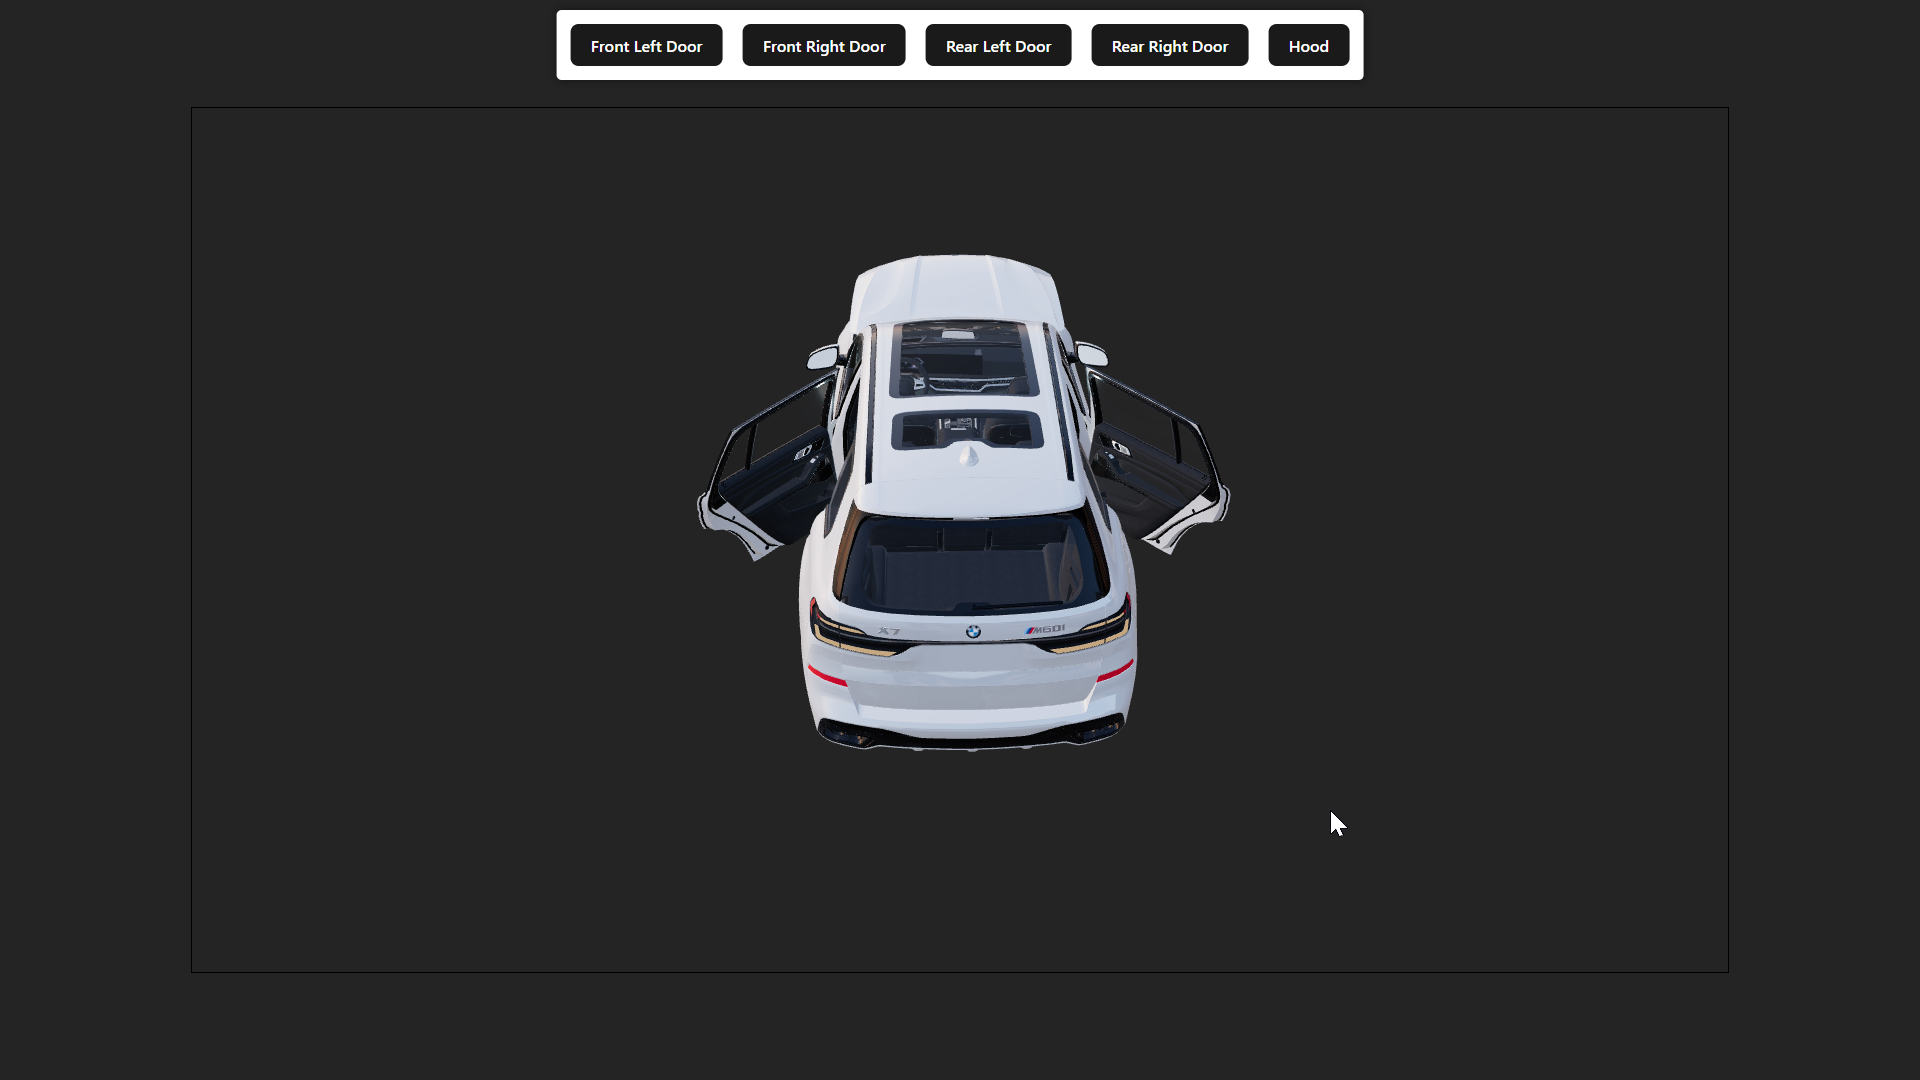 Front Left Door
Front Right Door
Rear Left Door
Rear Right Door
Hood
X7
M60i